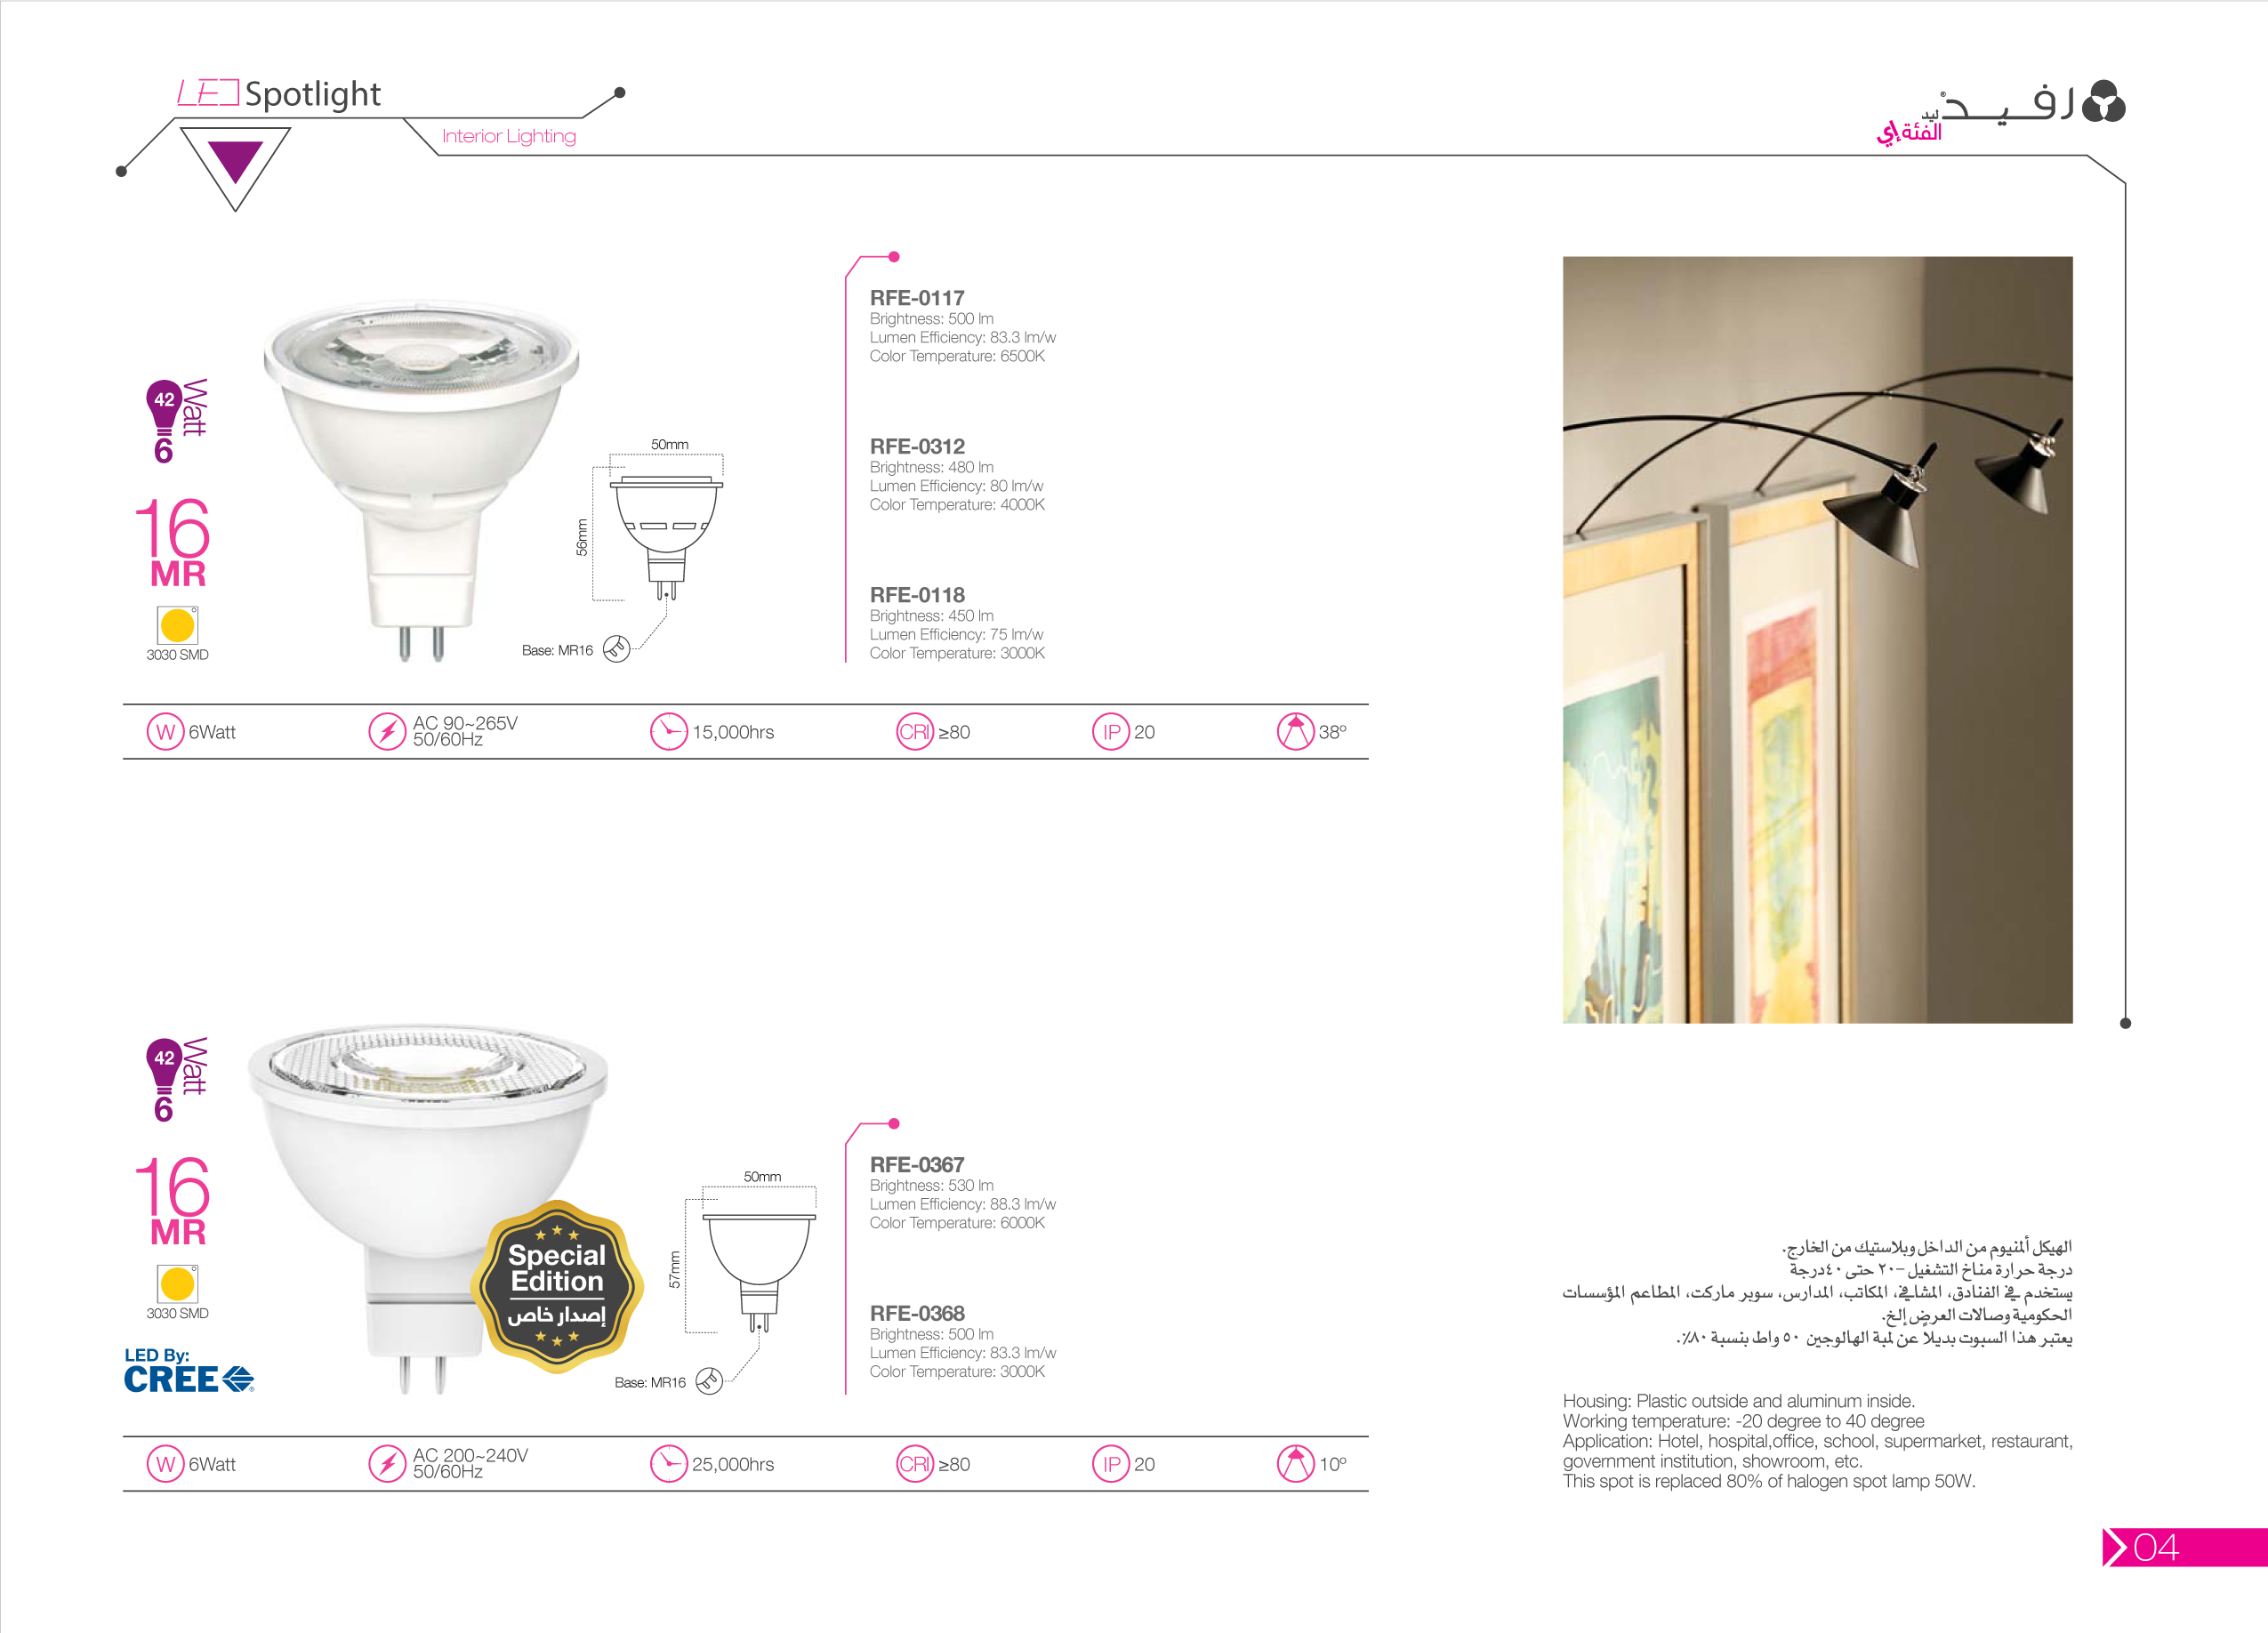 LED Spotlight
Interior Lighting
رفيد®
ليد
الفئة إي
42
Watt
6
16
MR
3030 SMD
50mm
56mm
Base: MR16
RFE-0117
Brightness: 500 lm
Lumen Efficiency: 83.3 lm/w
Color Temperature: 6500K
RFE-0312
Brightness: 480 lm
Lumen Efficiency: 80 lm/w
Color Temperature: 4000K
RFE-0118
Brightness: 450 lm
Lumen Efficiency: 75 lm/w
Color Temperature: 3000K
W 6Watt
AC 90~265V
50/60Hz
15,000hrs
CRI ≥80
IP 20
38º
42
Watt
6
16
MR
3030 SMD
LED By:
CREE®
Special
Edition
إصدار خاص
50mm
57mm
Base: MR16
RFE-0367
Brightness: 530 lm
Lumen Efficiency: 88.3 lm/w
Color Temperature: 6000K
RFE-0368
Brightness: 500 lm
Lumen Efficiency: 83.3 lm/w
Color Temperature: 3000K
W 6Watt
AC 200~240V
50/60Hz
25,000hrs
CRI ≥80
IP 20
10º
الهيكل ألمنيوم من الداخل وبلاستيك من الخارج.
درجة حرارة مناخ التشغيل -٢٠ حتى ٤٠درجة
يستخدم في الفنادق، المشافي، المكاتب، المدارس، سوبر ماركت، المطاعم المؤسسات
الحكومية وصالات العرض إلخ.
يعتبر هذا السبوت بديلاً عن لمبة الهالوجين ٥٠ واط بنسبة ٨٠٪.
Housing: Plastic outside and aluminum inside.
Working temperature: -20 degree to 40 degree
Application: Hotel, hospital,office, school, supermarket, restaurant,
government institution, showroom, etc.
This spot is replaced 80% of halogen spot lamp 50W.
04